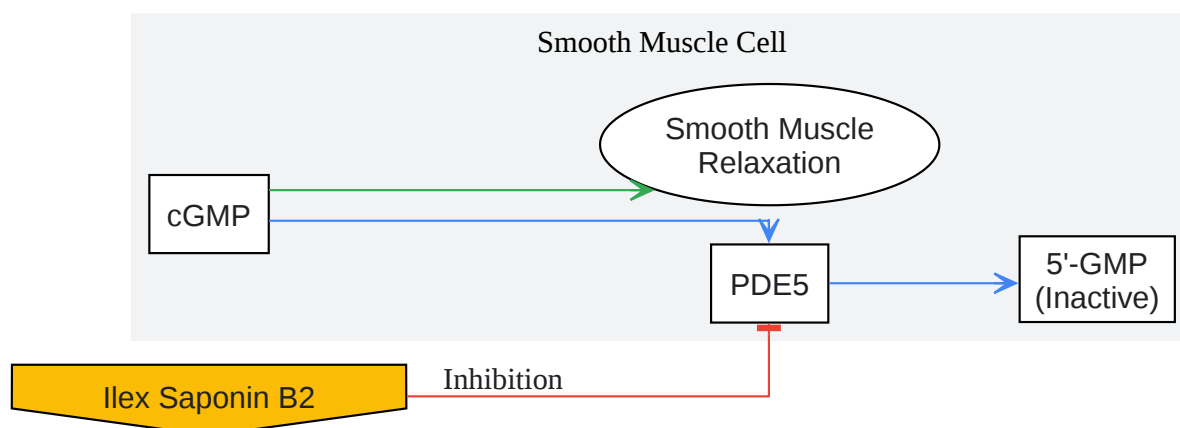 Smooth Muscle Cell
Smooth Muscle
Relaxation
cGMP
PDE5
5'-GMP
(Inactive)
Inhibition
Ilex Saponin B2